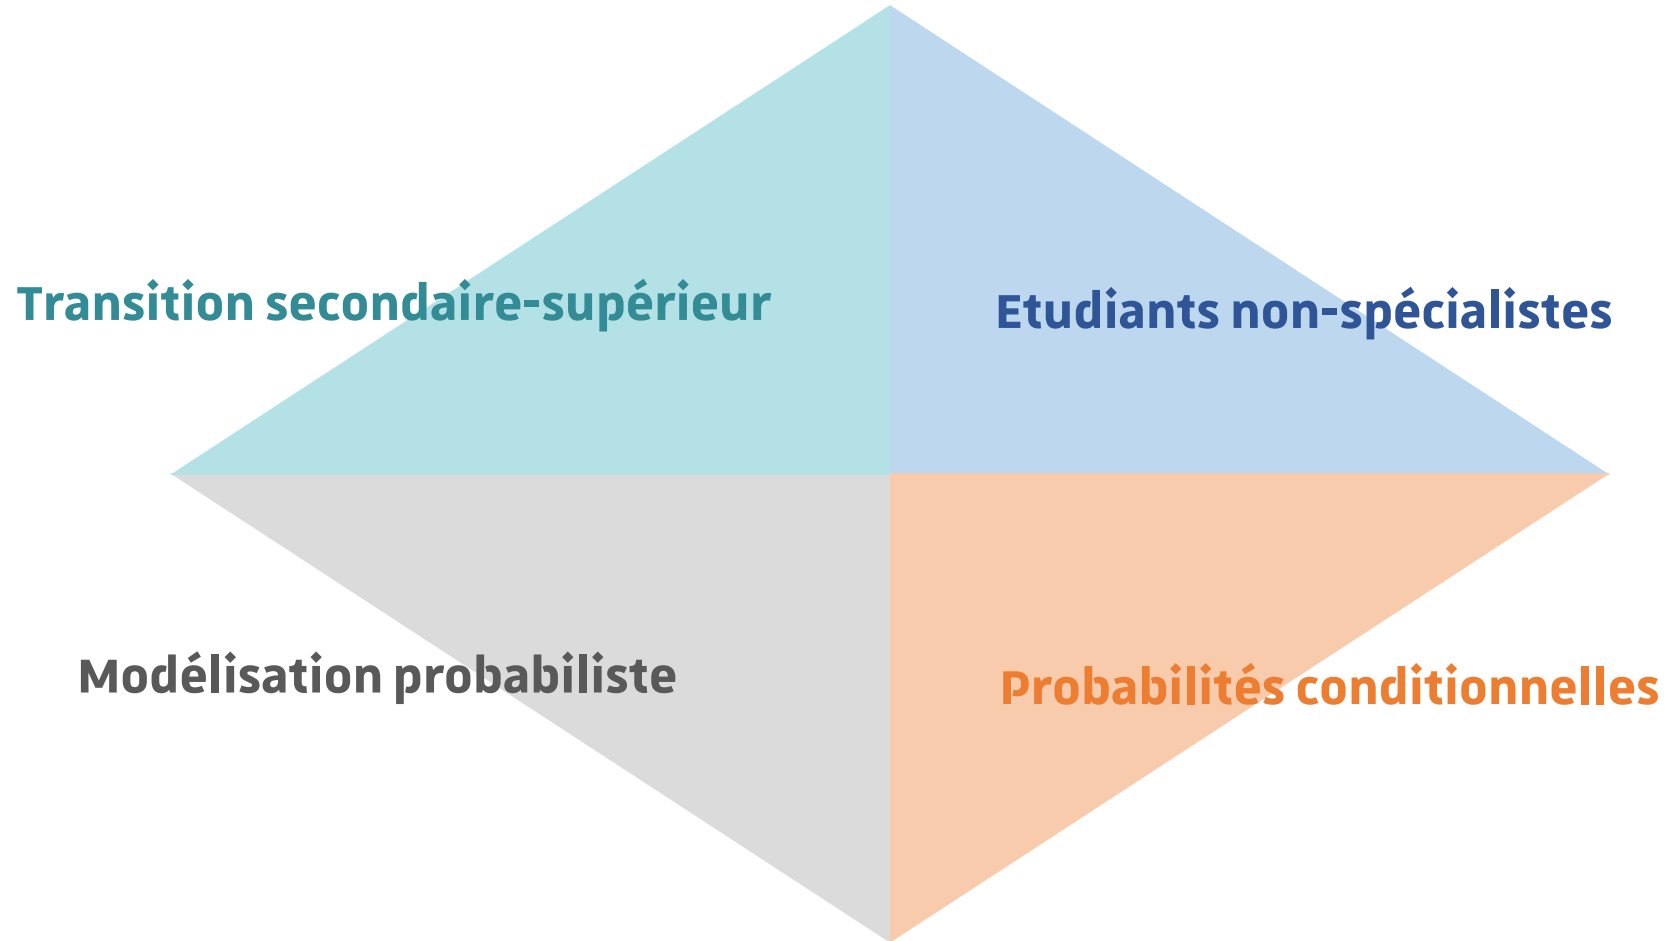 Transition secondaire-supérieur
Etudiants non-spécialistes
Modélisation probabiliste
Probabilités conditionnelles